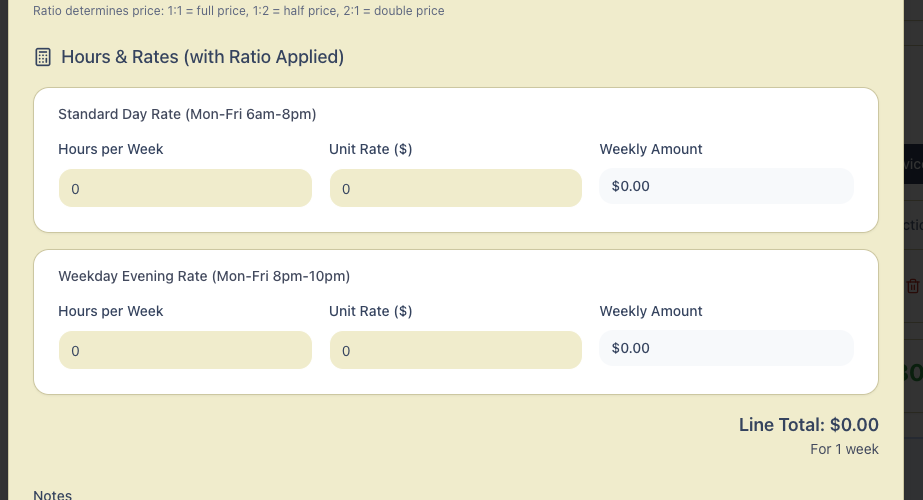 Ratio determines price: 1:1 = full price, 1:2 = half price, 2:1 = double price
Hours & Rates (with Ratio Applied)
Standard Day Rate (Mon-Fri 6am-8pm)
Hours per Week Unit Rate ($) Weekly Amount
0 0 $0.00
Weekday Evening Rate (Mon-Fri 8pm-10pm)
Hours per Week Unit Rate ($) Weekly Amount
0 0 $0.00
Line Total: $0.00
For 1 week
Notes